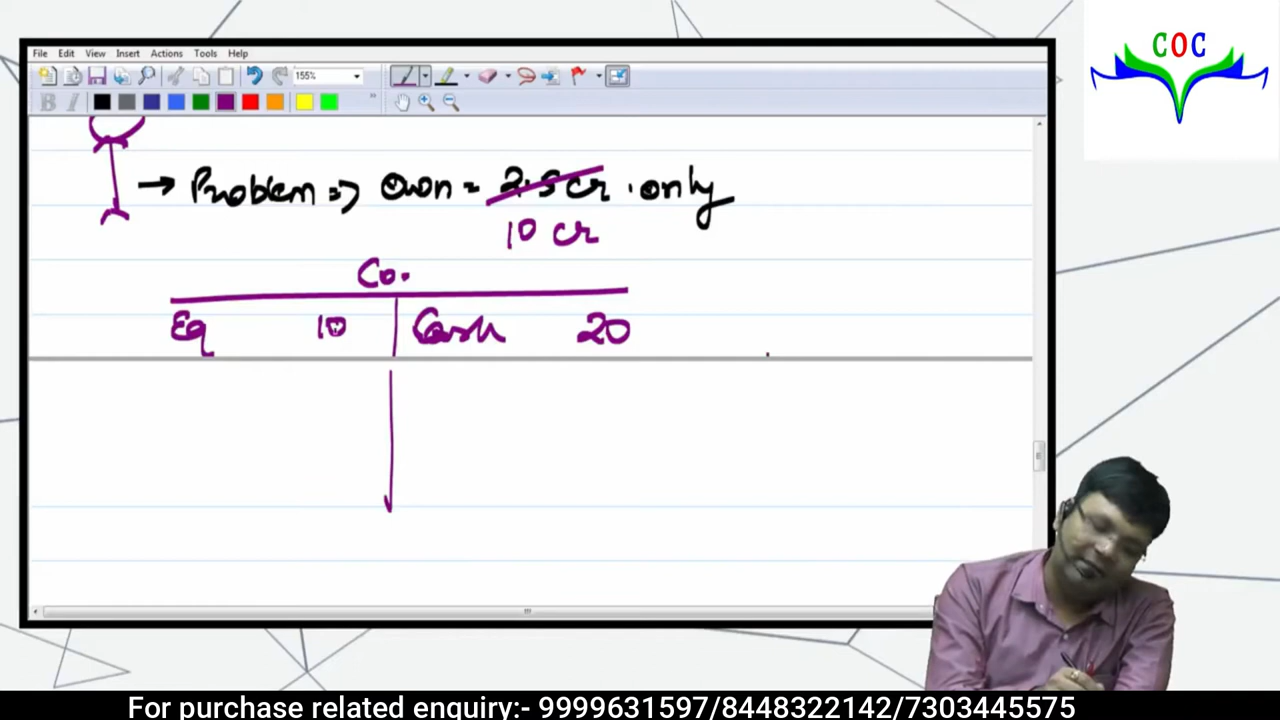 COC
File Edit View Insert Actions Tools Help
155%
B I
→ Problem => Own = 2.5 cr. only
10 cr
Co.
Eq 10 Cash 20
For purchase related enquiry:- 9999631597/8448322142/7303445575